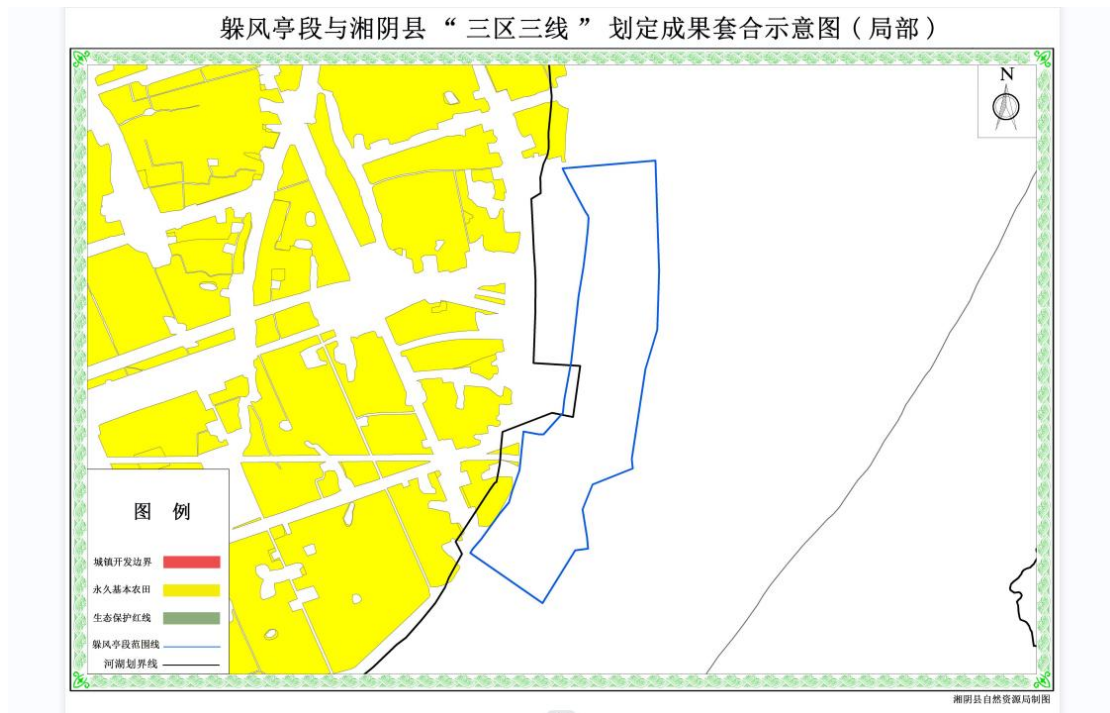 躲风亭段与湘阴县“三区三线”划定成果套合示意图(局部)
N
图 例
城镇开发边界
永久基本农田
生态保护红线
躲风亭段范围线
河湖划界线
湘阴县自然资源局制图